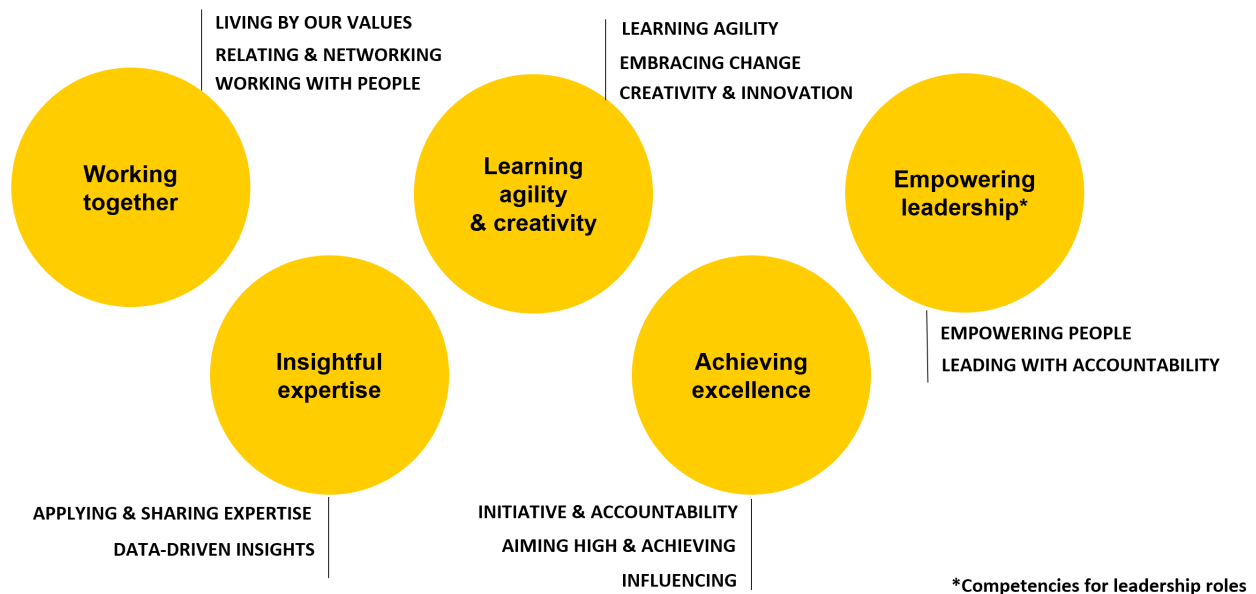 LIVING BY OUR VALUES
RELATING & NETWORKING
WORKING WITH PEOPLE
Working
together
LEARNING AGILITY
EMBRACING CHANGE
CREATIVITY & INNOVATION
Learning
agility
& creativity
Empowering
leadership*
EMPOWERING PEOPLE
LEADING WITH ACCOUNTABILITY
Insightful
expertise
APPLYING & SHARING EXPERTISE
DATA-DRIVEN INSIGHTS
Achieving
excellence
INITIATIVE & ACCOUNTABILITY
AIMING HIGH & ACHIEVING
INFLUENCING
*Competencies for leadership roles